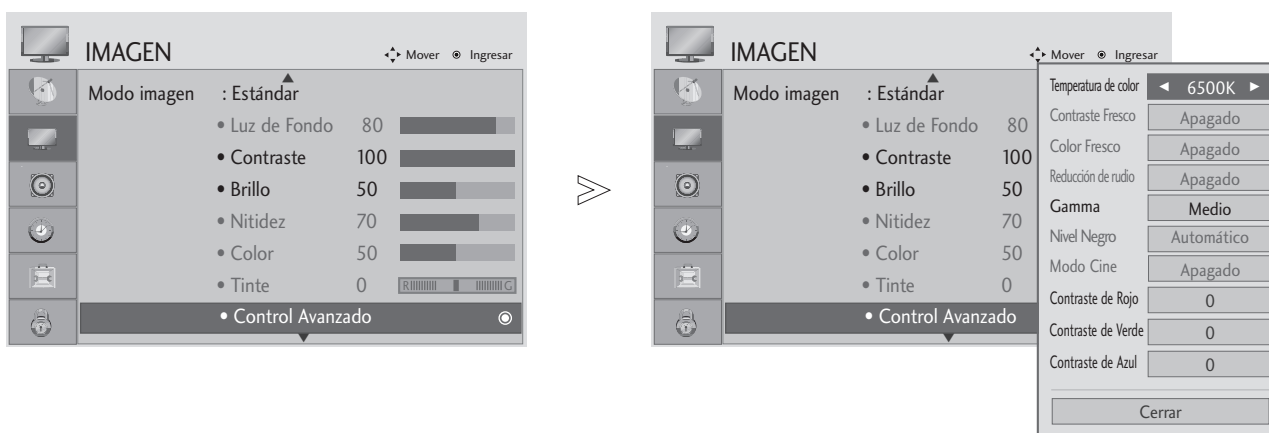 IMAGEN
Mover Ingresar
Modo imagen : Estándar
• Luz de Fondo 80
• Contraste 100
• Brillo 50
• Nitidez 70
• Color 50
• Tinte 0 R G
• Control Avanzado
IMAGEN
Mover Ingresar
Modo imagen : Estándar
• Luz de Fondo 80
• Contraste 100
• Brillo 50
• Nitidez 70
• Color 50
• Tinte 0
• Control Avanzado
Temperatura de color ◄ 6500K ►
Contraste Fresco Apagado
Color Fresco Apagado
Reducción de rudio Apagado
Gamma Medio
Nivel Negro Automático
Modo Cine Apagado
Contraste de Rojo 0
Contraste de Verde 0
Contraste de Azul 0
Cerrar